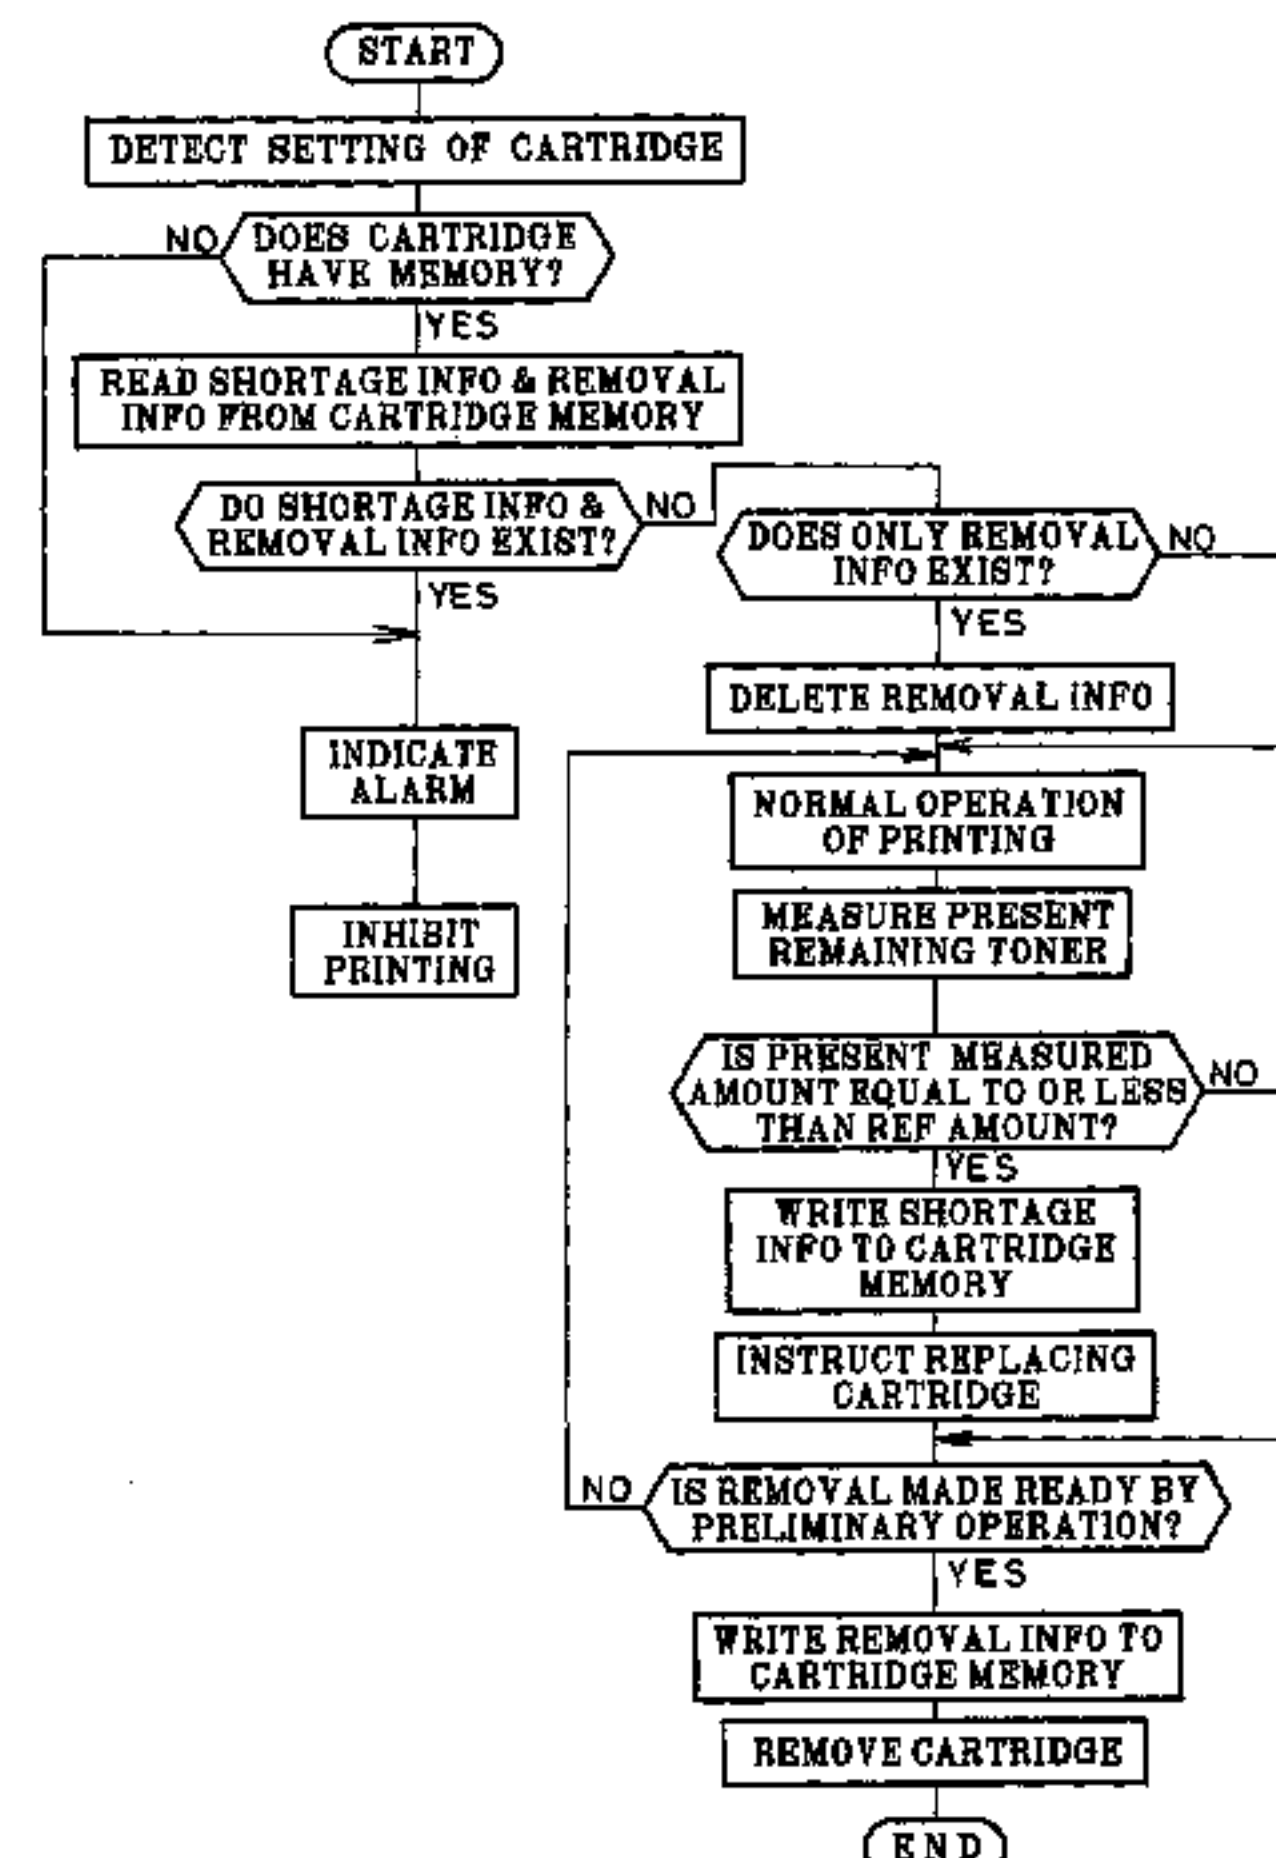 START
DETECT SETTING OF CARTRIDGE
NO
DOES CARTRIDGE
HAVE MEMORY?
YES
READ SHORTAGE INFO & REMOVAL
INFO FROM CARTRIDGE MEMORY
DO SHORTAGE INFO &
REMOVAL INFO EXIST?
NO
YES
DOES ONLY REMOVAL
INFO EXIST?
NO
YES
DELETE REMOVAL INFO
INDICATE
ALARM
INHIBIT
PRINTING
NORMAL OPERATION
OF PRINTING
MEASURE PRESENT
REMAINING TONER
IS PRESENT MEASURED
AMOUNT EQUAL TO OR LESS
THAN REF AMOUNT?
NO
YES
WRITE SHORTAGE
INFO TO CARTRIDGE
MEMORY
INSTRUCT REPLACING
CARTRIDGE
NO
IS REMOVAL MADE READY BY
PRELIMINARY OPERATION?
YES
WRITE REMOVAL INFO TO
CARTRIDGE MEMORY
REMOVE CARTRIDGE
END